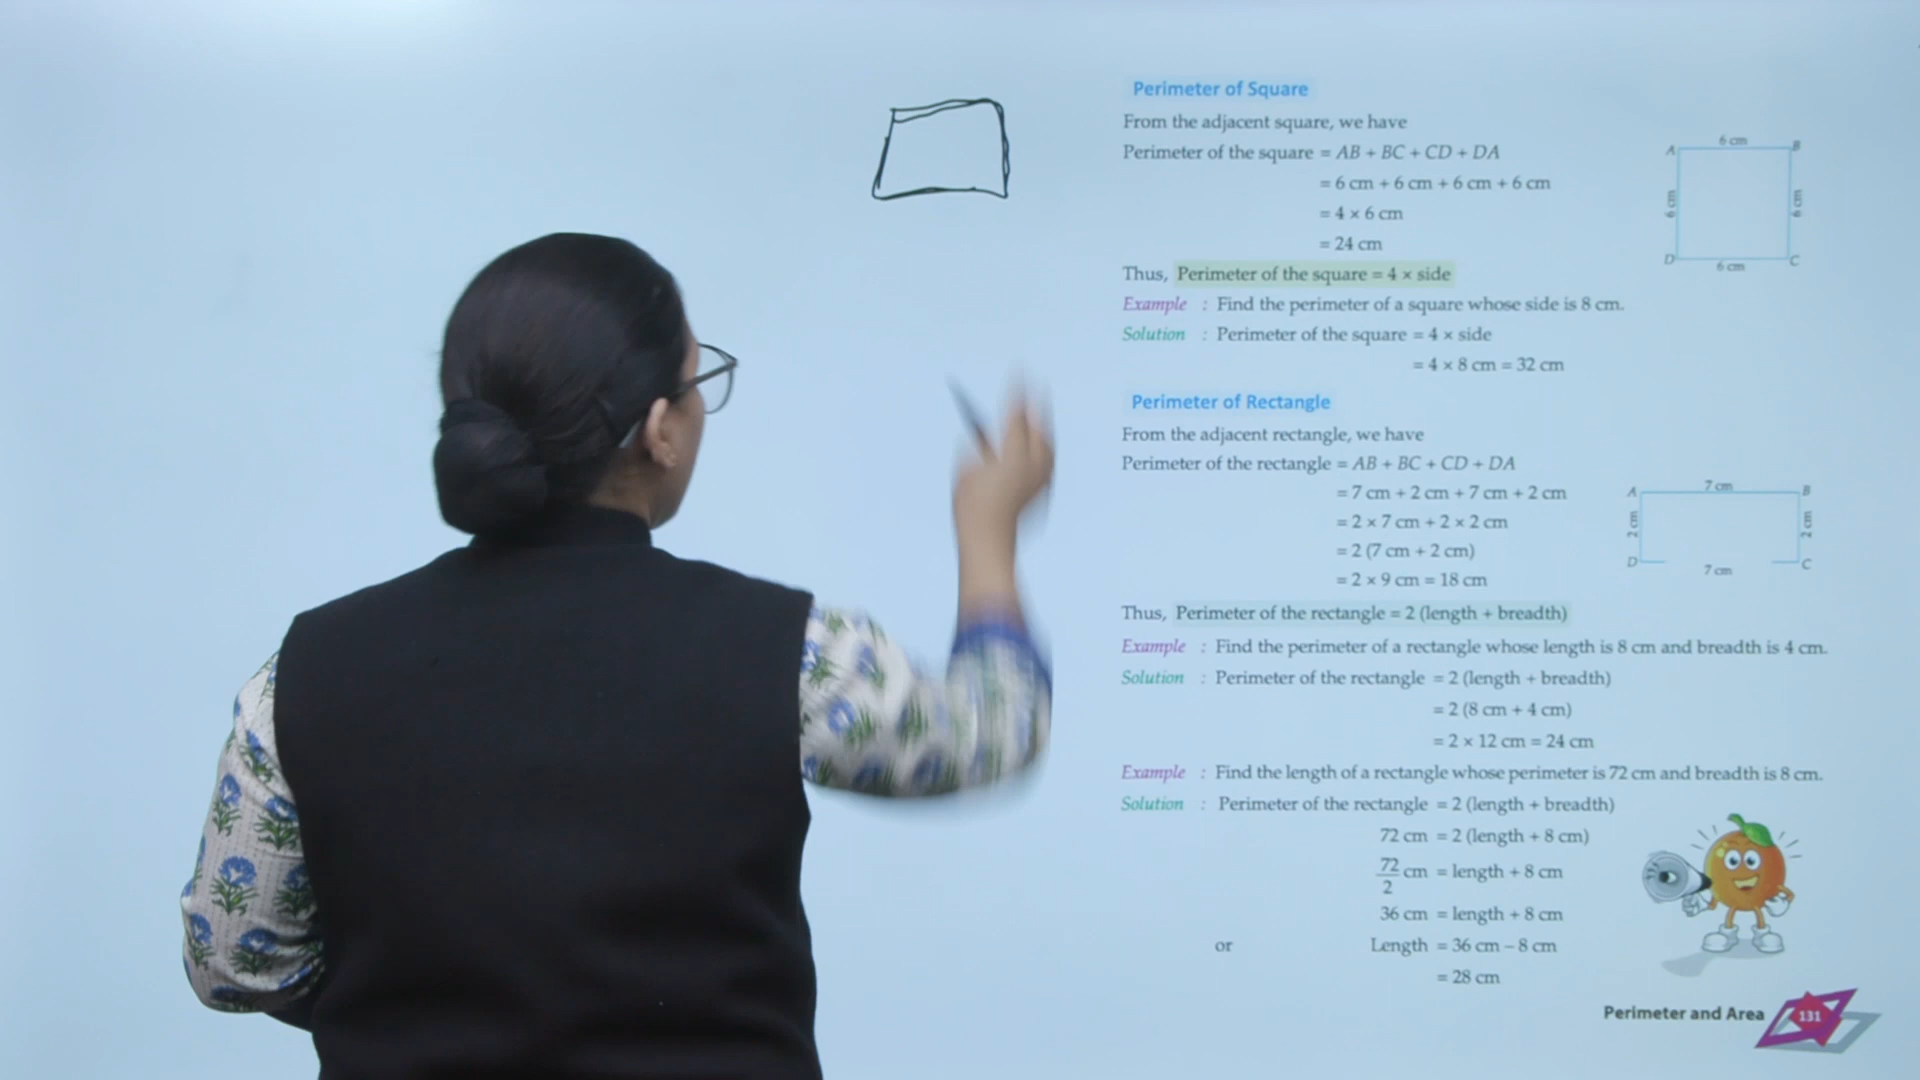 Perimeter of Square
From the adjacent square, we have
Perimeter of the square = AB + BC + CD + DA
= 6 cm + 6 cm + 6 cm + 6 cm
= 4 × 6 cm
= 24 cm
A 6 cm B
6 cm 6 cm
D 6 cm C
Thus, Perimeter of the square = 4 × side
Example : Find the perimeter of a square whose side is 8 cm.
Solution : Perimeter of the square = 4 × side
= 4 × 8 cm = 32 cm
Perimeter of Rectangle
From the adjacent rectangle, we have
Perimeter of the rectangle = AB + BC + CD + DA
= 7 cm + 2 cm + 7 cm + 2 cm
= 2 × 7 cm + 2 × 2 cm
= 2 (7 cm + 2 cm)
= 2 × 9 cm = 18 cm
A 7 cm B
2 cm 2 cm
D 7 cm C
Thus, Perimeter of the rectangle = 2 (length + breadth)
Example : Find the perimeter of a rectangle whose length is 8 cm and breadth is 4 cm.
Solution : Perimeter of the rectangle = 2 (length + breadth)
= 2 (8 cm + 4 cm)
= 2 × 12 cm = 24 cm
Example : Find the length of a rectangle whose perimeter is 72 cm and breadth is 8 cm.
Solution : Perimeter of the rectangle = 2 (length + breadth)
72 cm = 2 (length + 8 cm)
72/2 cm = length + 8 cm
36 cm = length + 8 cm
or Length = 36 cm – 8 cm
= 28 cm
Perimeter and Area 131